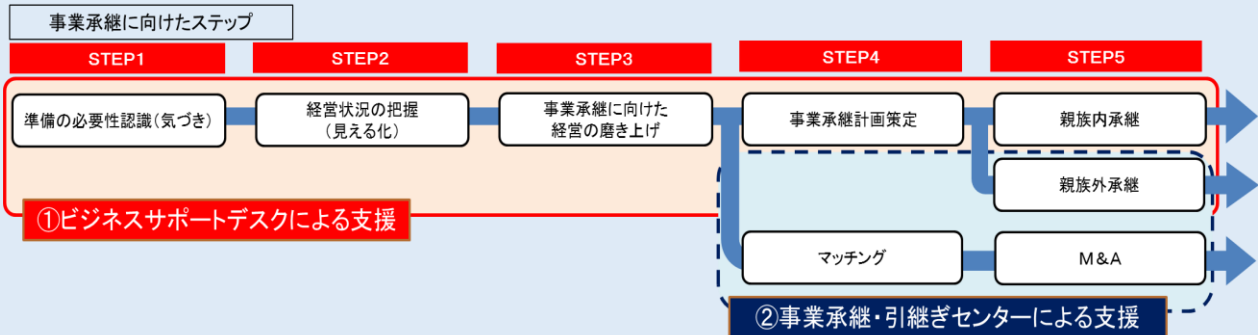 事業承継に向けたステップ
STEP1
STEP2
STEP3
STEP4
STEP5
準備の必要性認識(気づき)
経営状況の把握
(見える化)
事業承継に向けた
経営の磨き上げ
事業承継計画策定
親族内承継
親族外承継
①ビジネスサポートデスクによる支援
マッチング
M&A
②事業承継・引継ぎセンターによる支援